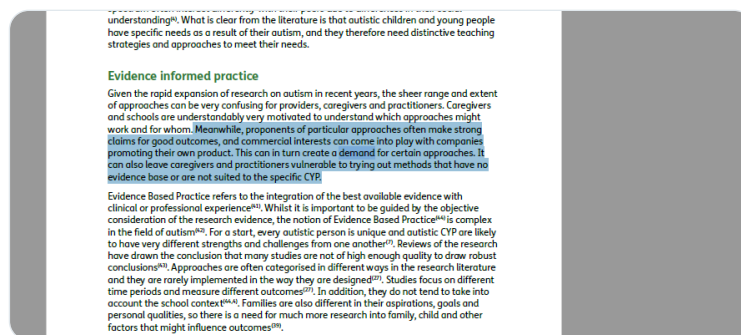 understanding⁽⁶⁾. What is clear from the literature is that autistic children and young people
have specific needs as a result of their autism, and they therefore need distinctive teaching
strategies and approaches to meet their needs.
Evidence informed practice
Given the rapid expansion of research on autism in recent years, the sheer range and extent
of approaches can be very confusing for providers, caregivers and practitioners. Caregivers
and schools are understandably very motivated to understand which approaches might
work and for whom. Meanwhile, proponents of particular approaches often make strong
claims for good outcomes, and commercial interests can come into play with companies
promoting their own product. This can in turn create a demand for certain approaches. It
can also leave caregivers and practitioners vulnerable to trying out methods that have no
evidence base or are not suited to the specific CYP.
Evidence Based Practice refers to the integration of the best available evidence with
clinical or professional experience⁽⁴¹⁾. Whilst it is important to be guided by the objective
consideration of the research evidence, the notion of Evidence Based Practice⁽⁴⁴⁾ is complex
in the field of autism⁽⁴²⁾. For a start, every autistic person is unique and autistic CYP are likely
to have very different strengths and challenges from one another⁽⁷⁾. Reviews of the research
have drawn the conclusion that many studies are not of high enough quality to draw robust
conclusions⁽⁴³⁾. Approaches are often categorised in different ways in the research literature
and they are rarely implemented in the way they are designed⁽²⁷⁾. Studies focus on different
time periods and measure different outcomes⁽²⁷⁾. In addition, they do not tend to take into
account the school context⁽⁴⁴,⁴⁾. Families are also different in their aspirations, goals and
personal qualities, so there is a need for much more research into family, child and other
factors that might influence outcomes⁽³⁹⁾.